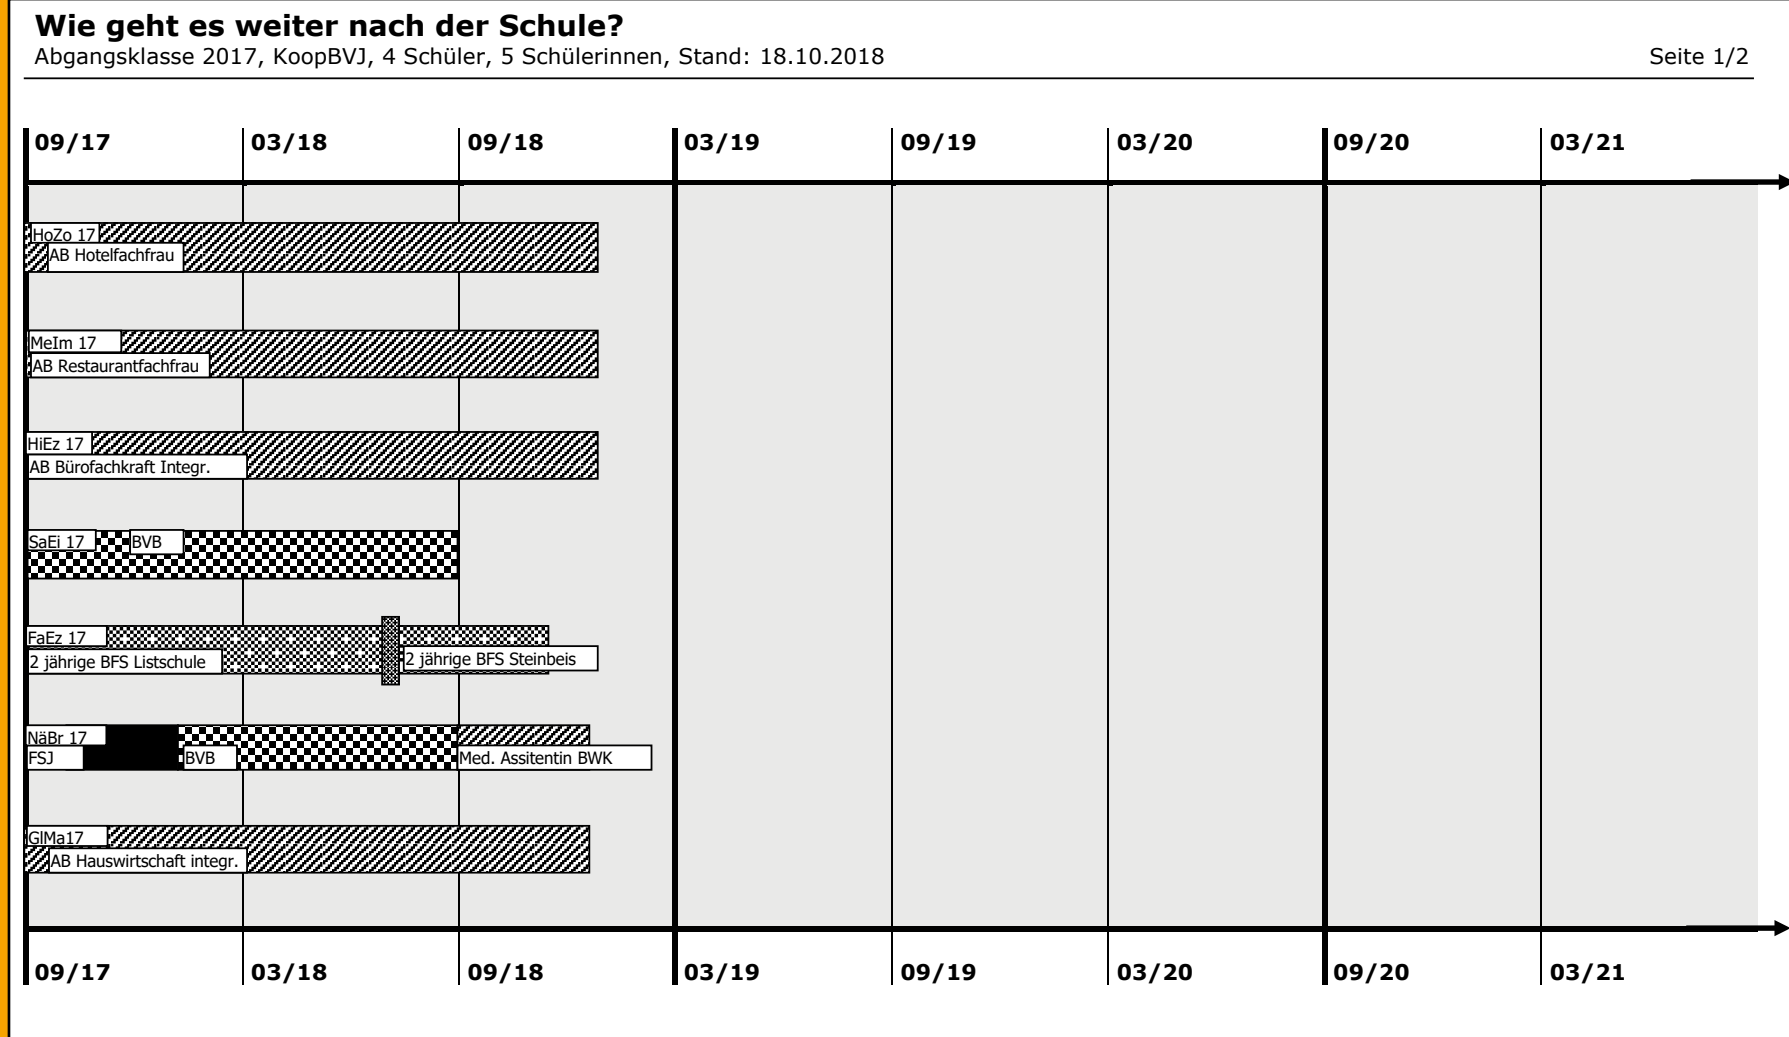 Wie geht es weiter nach der Schule?
Abgangsklasse 2017, KoopBVJ, 4 Schüler, 5 Schülerinnen, Stand: 18.10.2018
Seite 1/2
09/17 03/18 09/18 03/19 09/19 03/20 09/20 03/21
HoZo 17
AB Hotelfachfrau
MeIm 17
AB Restaurantfachfrau
HiEz 17
AB Bürofachkraft Integr.
SaEi 17 BVB
FaEz 17
2 jährige BFS Listschule 2 jährige BFS Steinbeis
NäBr 17
FSJ BVB Med. Assitentin BWK
GlMa17
AB Hauswirtschaft integr.
09/17 03/18 09/18 03/19 09/19 03/20 09/20 03/21